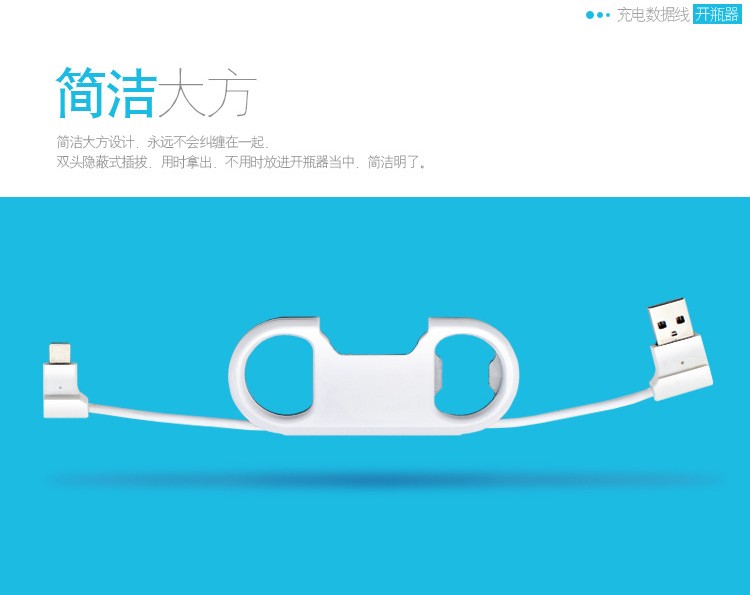 充电数据线 开瓶器
简洁大方
简洁大方设计、永远不会纠缠在一起、
双头隐蔽式插拔、用时拿出、不用时放进开瓶器当中、简洁明了。